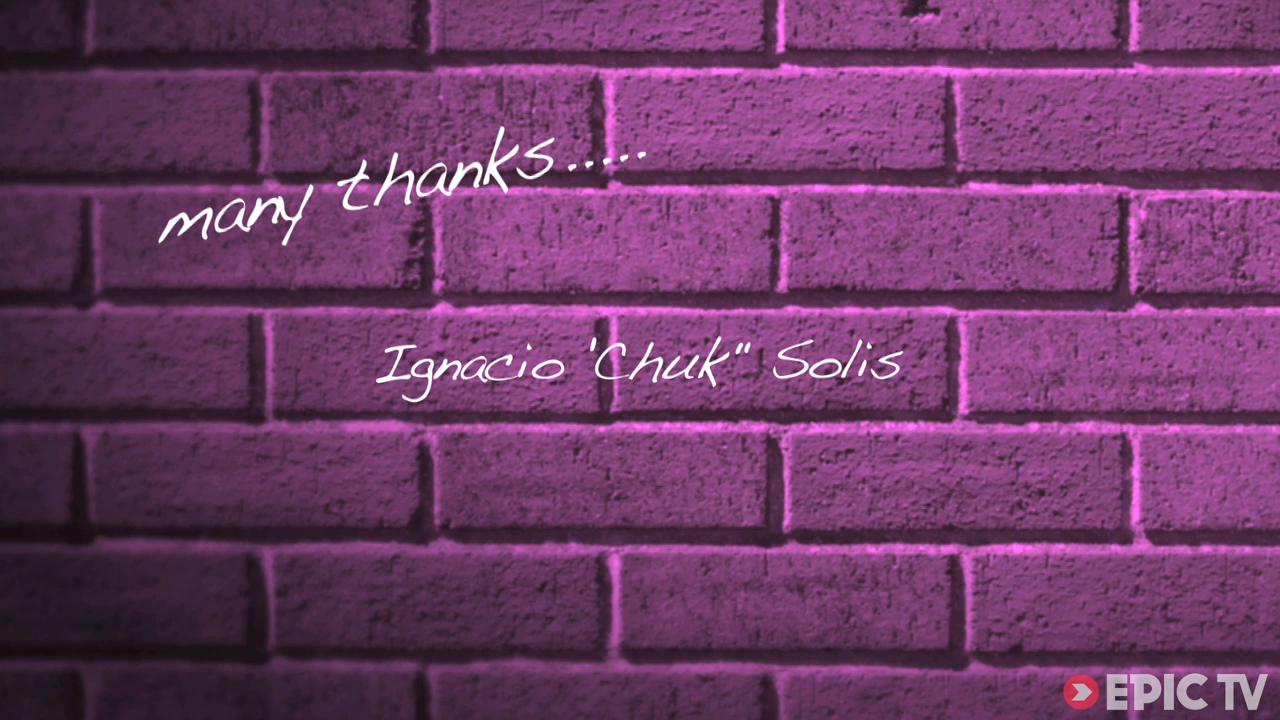 many thanks.....
Ignacio 'Chuk" Solis
EPIC TV